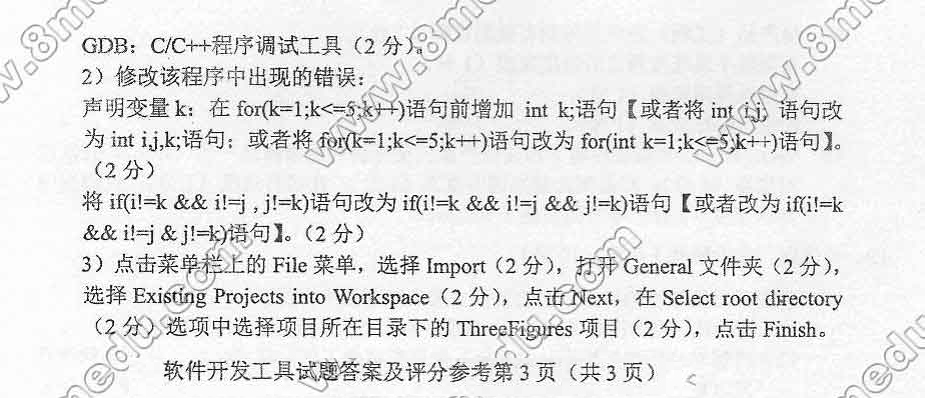 GDB：C/C++程序调试工具（2 分）。
2）修改该程序中出现的错误：
声明变量 k：在 for(k=1;k<=5;k++)语句前增加 int k;语句【或者将 int i,j; 语句改
为 int i,j,k;语句；或者将 for(k=1;k<=5;k++)语句改为 for(int k=1;k<=5;k++)语句】。
（2 分）
将 if(i!=k && i!=j , j!=k)语句改为 if(i!=k && i!=j && j!=k)语句【或者改为 if(i!=k
&& i!=j & j!=k)语句】。（2 分）
3）点击菜单栏上的 File 菜单，选择 Import（2 分），打开 General 文件夹（2 分），
选择 Existing Projects into Workspace（2 分），点击 Next，在 Select root directory
（2 分）选项中选择项目所在目录下的 ThreeFigures 项目（2 分），点击 Finish。
软件开发工具试题答案及评分参考第 3 页（共 3 页）
www.8medu.com